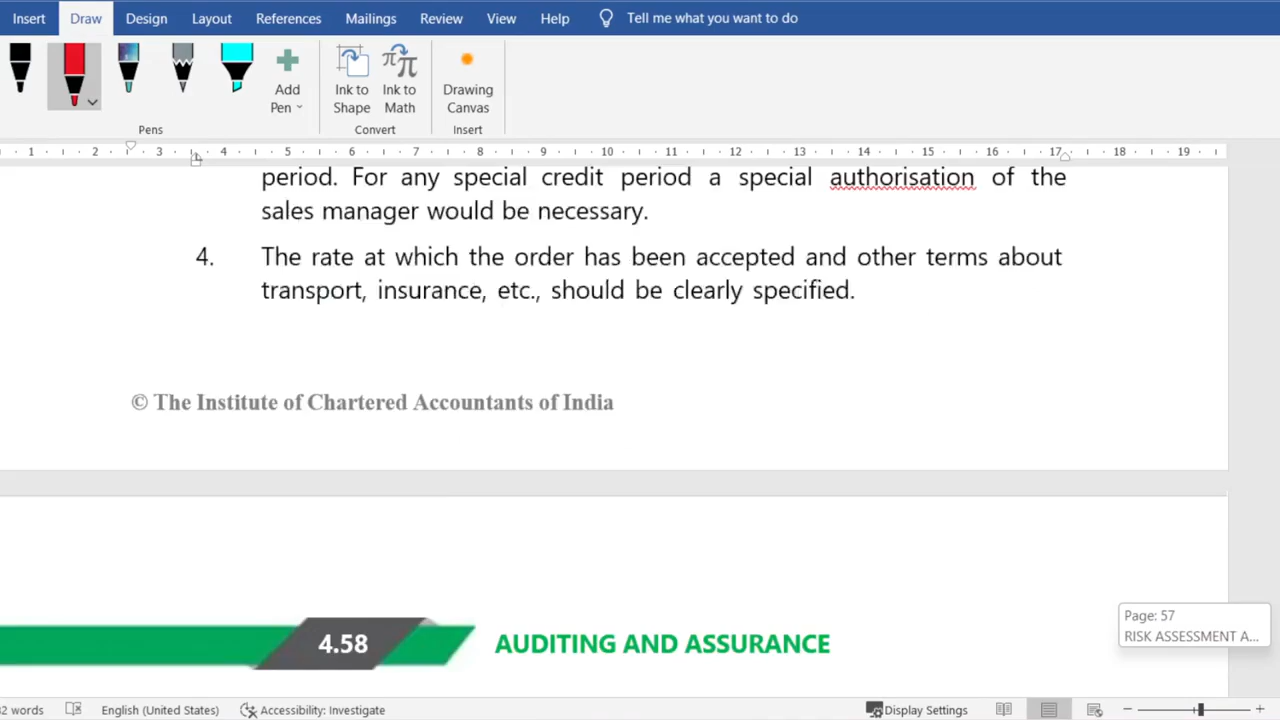 Insert Draw Design Layout References Mailings Review View Help Tell me what you want to do
Add Pen Ink to Shape Ink to Math Drawing Canvas
Pens Convert Insert
1 2 3 4 5 6 7 8 9 10 11 12 13 14 15 16 17 18 19
period. For any special credit period a special authorisation of the
sales manager would be necessary.
4. The rate at which the order has been accepted and other terms about
transport, insurance, etc., should be clearly specified.
© The Institute of Chartered Accountants of India
Page: 57
RISK ASSESSMENT A...
4.58 AUDITING AND ASSURANCE
2 words English (United States) Accessibility: Investigate Display Settings